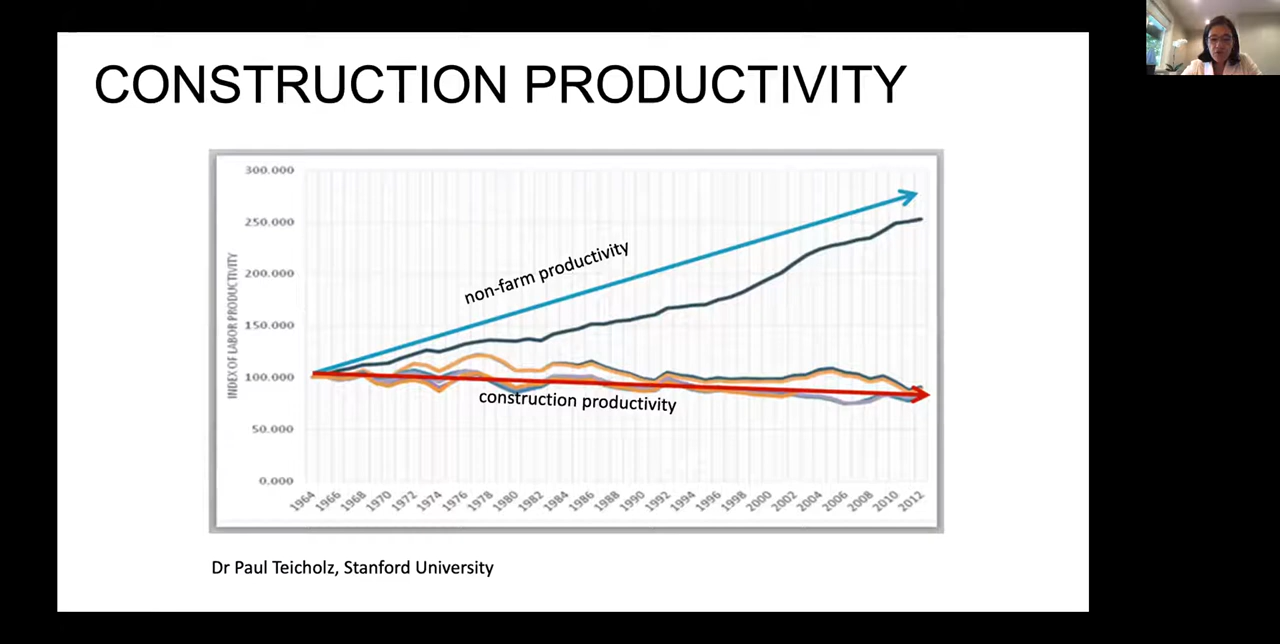 CONSTRUCTION PRODUCTIVITY
300.000
250.000
200.000
150.000
100.000
50.000
0.000
INDEX OF LABOR PRODUCTIVITY
non-farm productivity
construction productivity
1964 1966 1968 1970 1972 1974 1976 1978 1980 1982 1984 1986 1988 1990 1992 1994 1996 1998 2000 2002 2004 2006 2008 2010 2012
Dr Paul Teicholz, Stanford University